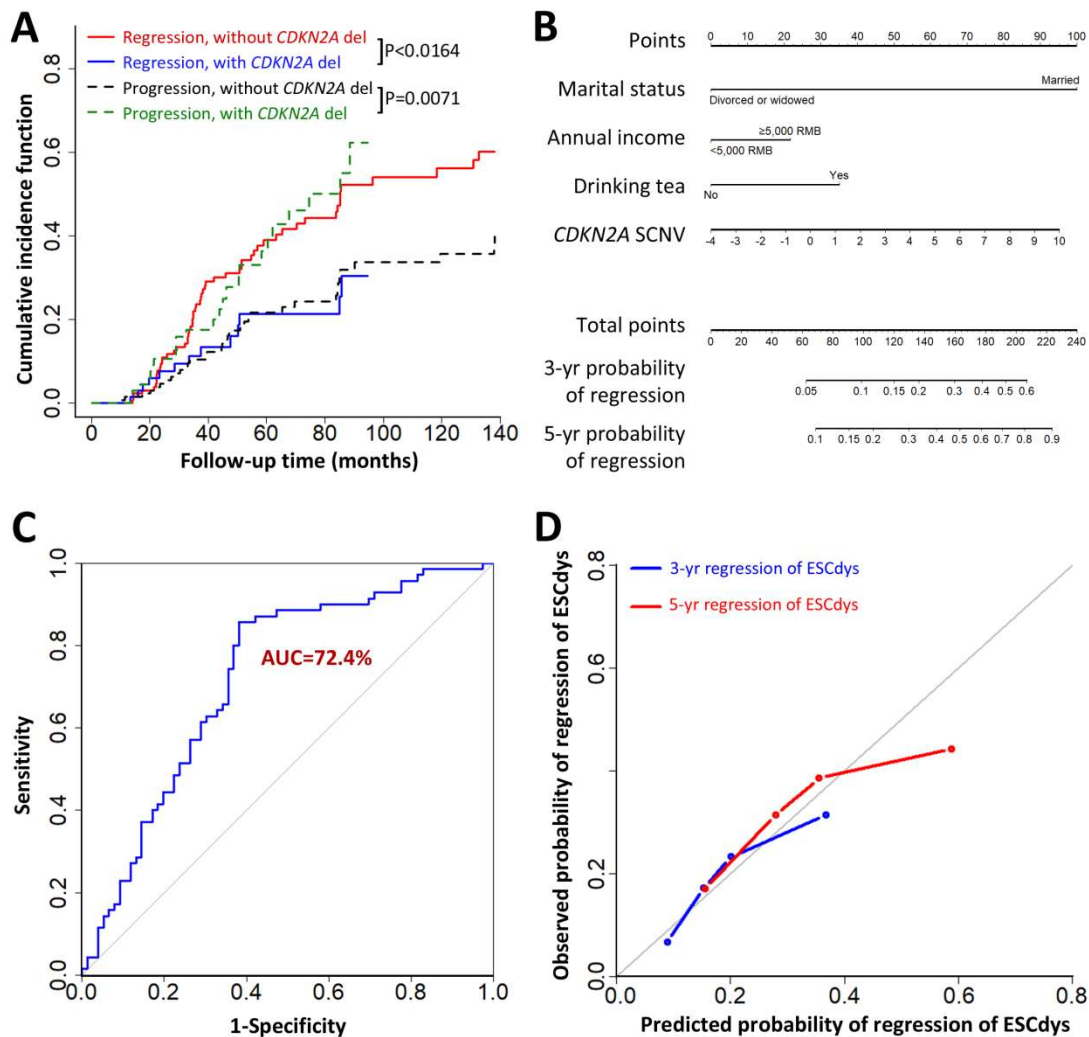 A
Regression, without CDKN2A del
Regression, with CDKN2A del
P<0.0164
Progression, without CDKN2A del
Progression, with CDKN2A del
P=0.0071
Cumulative incidence function
0.0 0.2 0.4 0.6 0.8
0 20 40 60 80 100 120 140
Follow-up time (months)
B
Points
0 10 20 30 40 50 60 70 80 90 100
Marital status
Married
Divorced or widowed
Annual income
≥5,000 RMB
<5,000 RMB
Drinking tea
Yes
No
CDKN2A SCNV
-4 -3 -2 -1 0 1 2 3 4 5 6 7 8 9 10
Total points
0 20 40 60 80 100 120 140 160 180 200 220 240
3-yr probability
of regression
0.05 0.1 0.15 0.2 0.3 0.4 0.5 0.6
5-yr probability
of regression
0.1 0.15 0.2 0.3 0.4 0.5 0.6 0.7 0.8 0.9
C
AUC=72.4%
Sensitivity
0.0 0.2 0.4 0.6 0.8 1.0
0.0 0.2 0.4 0.6 0.8 1.0
1-Specificity
D
3-yr regression of ESCdys
5-yr regression of ESCdys
Observed probability of regression of ESCdys
0.0 0.2 0.4 0.6 0.8
0.0 0.2 0.4 0.6 0.8
Predicted probability of regression of ESCdys